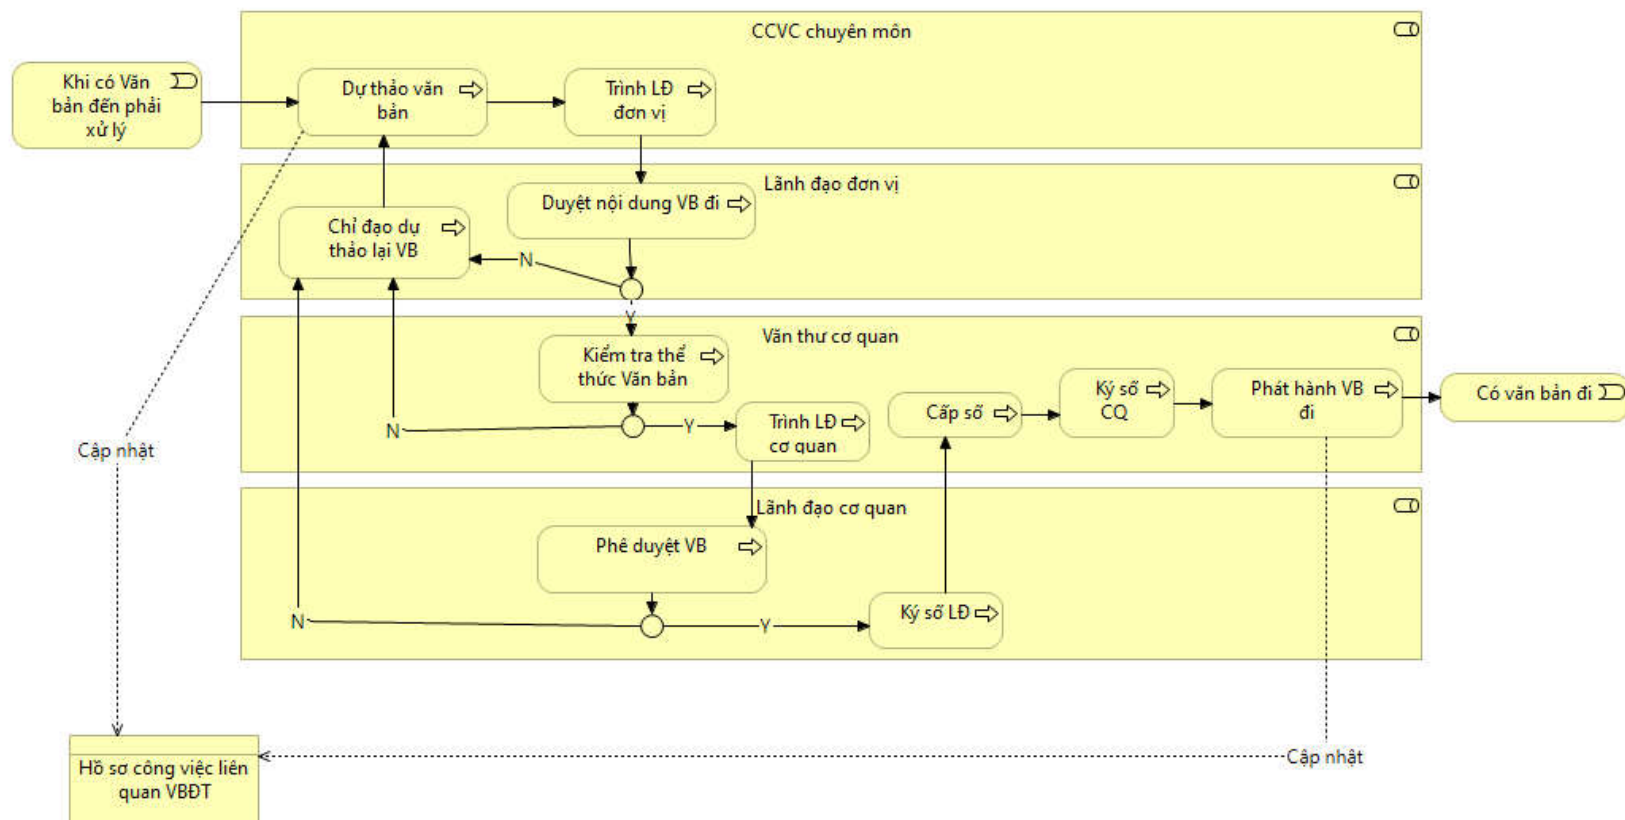 CCVC chuyên môn
Khi có Văn
bản đến phải
xử lý
Dự thảo văn
bản
Trình LĐ
đơn vị
Lãnh đạo đơn vị
Duyệt nội dung VB đi
Chỉ đạo dự
thảo lại VB
N
Y
Văn thư cơ quan
Kiểm tra thể
thức Văn bản
N
Y
Trình LĐ
cơ quan
Cấp số
Ký số
CQ
Phát hành VB
đi
Có văn bản đi
Cập nhật
Lãnh đạo cơ quan
Phê duyệt VB
N
Y
Ký số LĐ
Cập nhật
Hồ sơ công việc liên
quan VBĐT